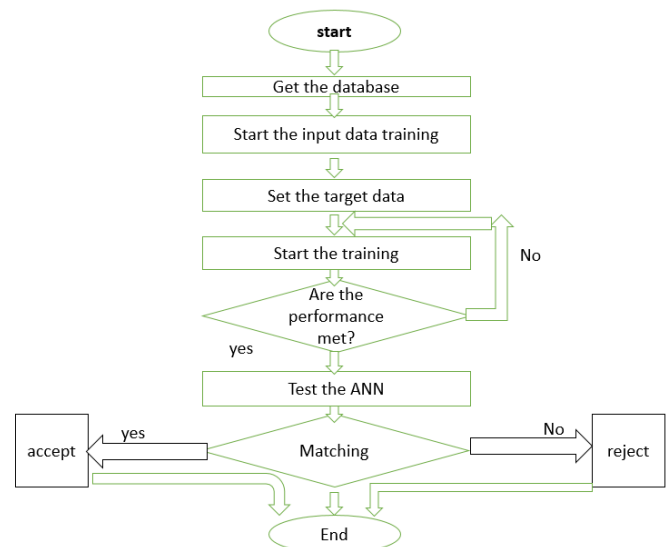 start
Get the database
Start the input data training
Set the target data
Start the training
No
Are the
performance
met?
yes
Test the ANN
accept
yes
Matching
No
reject
End